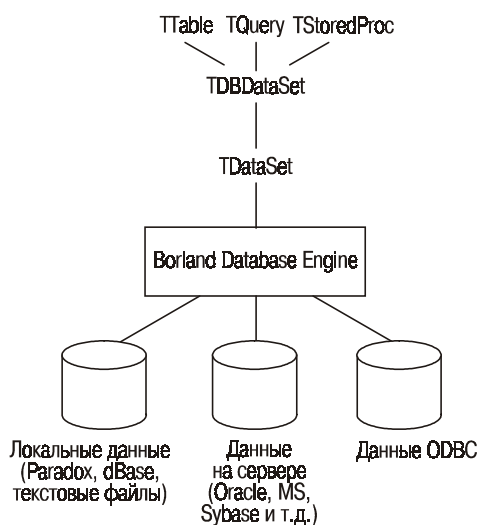 TTable TQuery TStoredProc
TDBDataSet
TDataSet
Borland Database Engine
Локальные данные
(Paradox, dBase,
текстовые файлы)
Данные
на сервере
(Oracle, MS,
Sybase и т.д.)
Данные ODBC